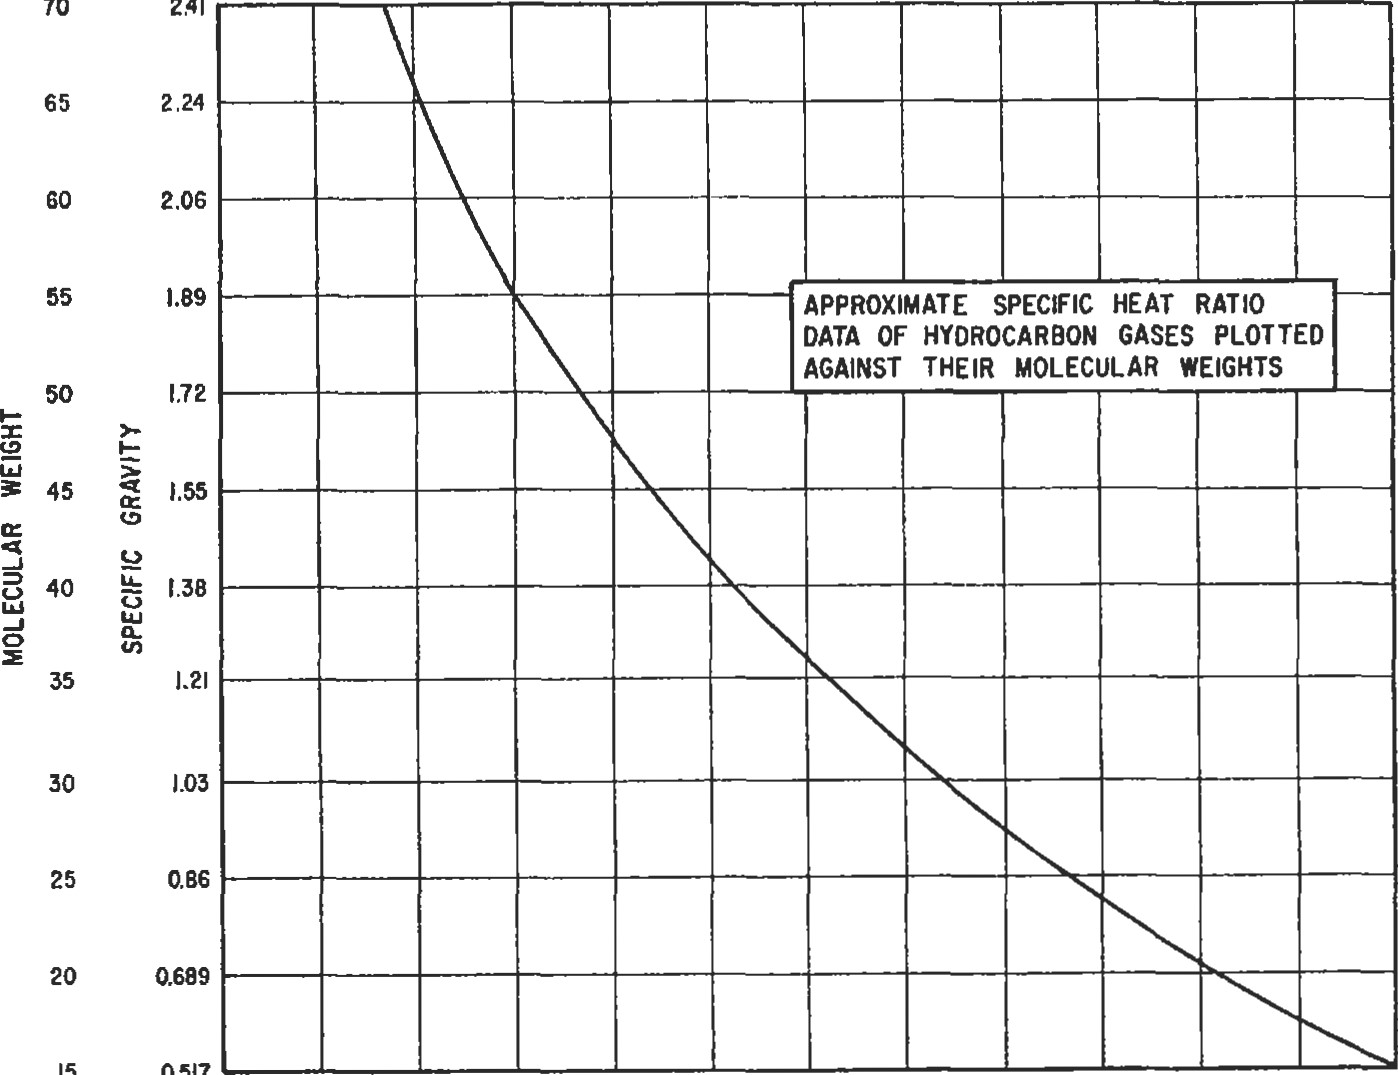 70 2.41
65 2.24
60 2.06
55 1.89
50 1.72
45 1.55
40 1.38
35 1.21
30 1.03
25 0.86
20 0.689
15 0.517
MOLECULAR WEIGHT
SPECIFIC GRAVITY
APPROXIMATE SPECIFIC HEAT RATIO
DATA OF HYDROCARBON GASES PLOTTED
AGAINST THEIR MOLECULAR WEIGHTS